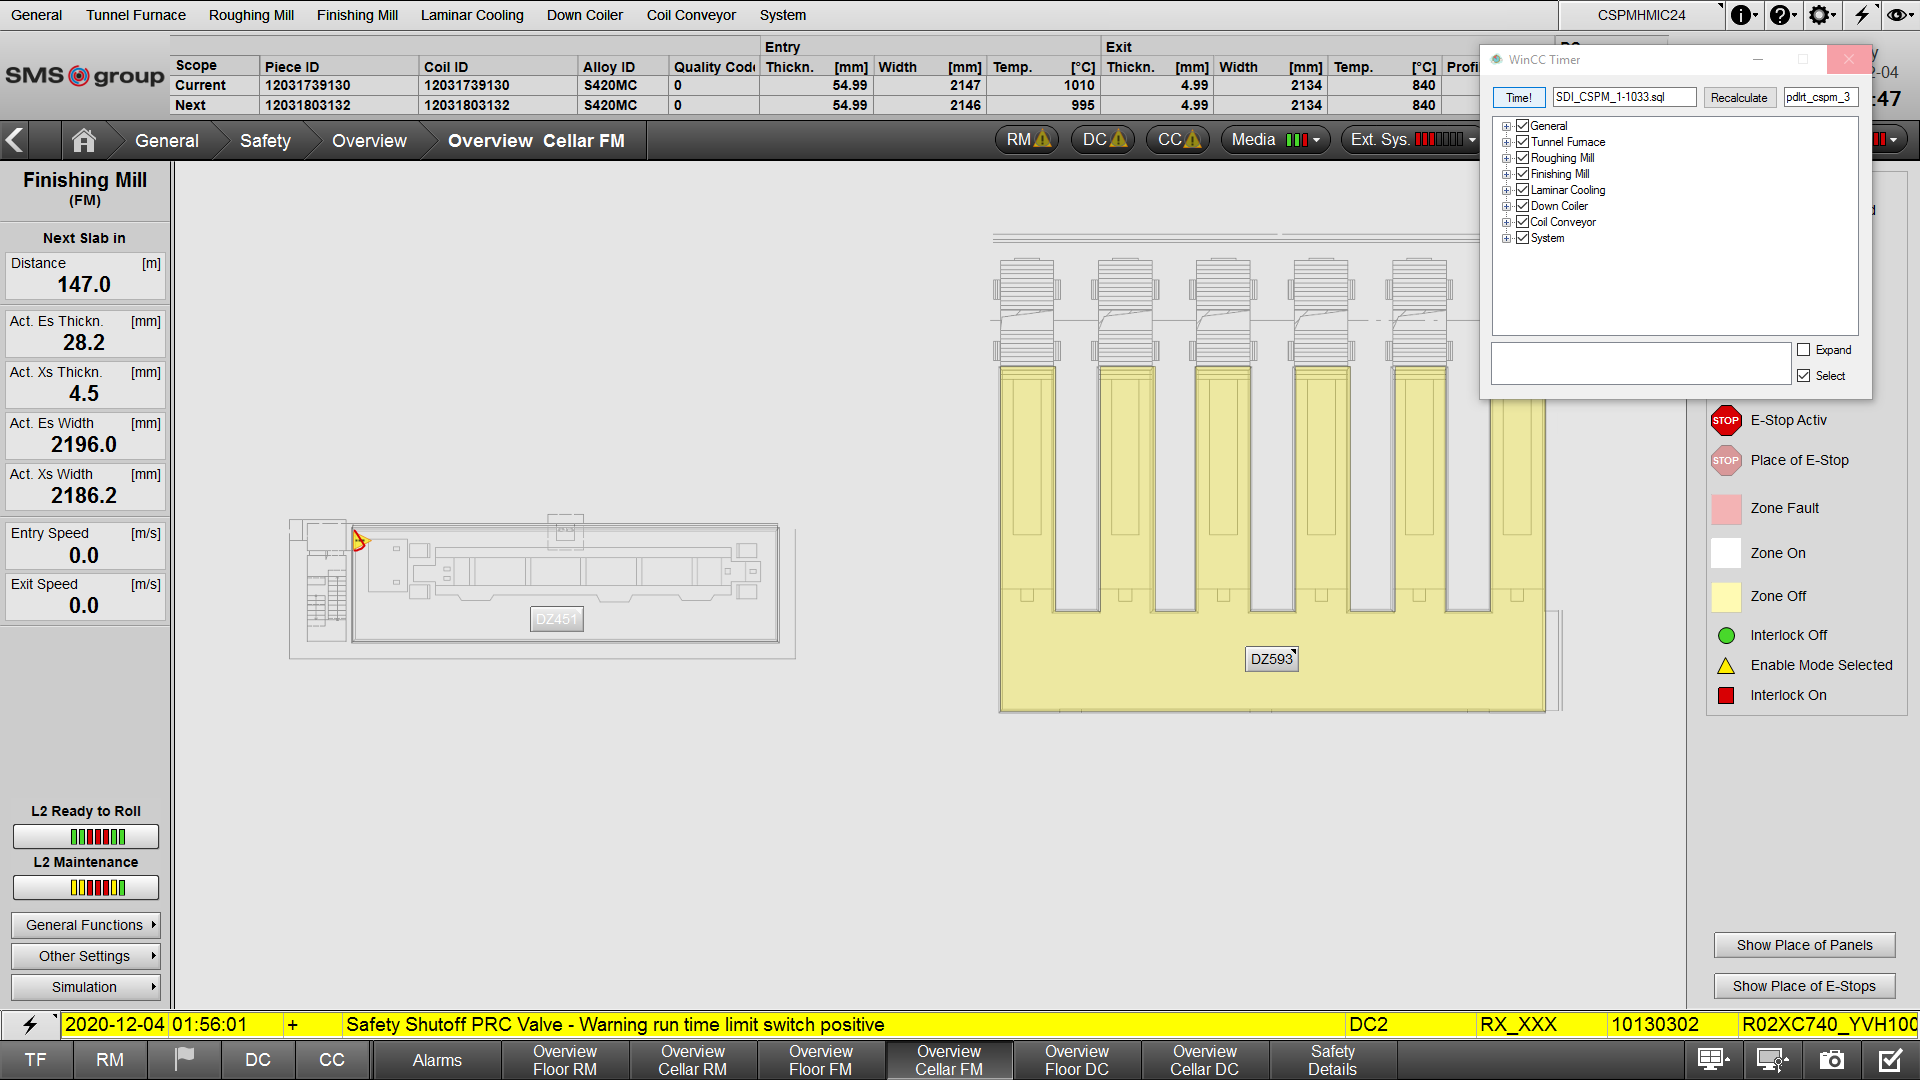 General Tunnel Furnace Roughing Mill Finishing Mill Laminar Cooling Down Coiler Coil Conveyor System CSPMHMIC24
SMS group
Entry Exit
Scope Piece ID Coil ID Alloy ID Quality Code Thickn. [mm] Width [mm] Temp. [°C] Thickn. [mm] Width [mm] Temp. [°C] Profi
Current 12031739130 12031739130 S420MC 0 54.99 2147 1010 4.99 2134 840
Next 12031803132 12031803132 S420MC 0 54.99 2146 995 4.99 2134 840
-04
:47
General Safety Overview Overview Cellar FM RM DC CC Media Ext. Sys.
WinCC Timer
Time! SDI_CSPM_1-1033.sql Recalculate pdlrt_cspm_3
General
Tunnel Furnace
Roughing Mill
Finishing Mill
Laminar Cooling
Down Coiler
Coil Conveyor
System
Expand
Select
Finishing Mill
(FM)
Next Slab in
Distance [m]
147.0
Act. Es Thickn. [mm]
28.2
Act. Xs Thickn. [mm]
4.5
Act. Es Width [mm]
2196.0
Act. Xs Width [mm]
2186.2
Entry Speed [m/s]
0.0
Exit Speed [m/s]
0.0
L2 Ready to Roll
L2 Maintenance
General Functions
Other Settings
Simulation
DZ451
DZ593
STOP E-Stop Activ
STOP Place of E-Stop
Zone Fault
Zone On
Zone Off
Interlock Off
Enable Mode Selected
Interlock On
Show Place of Panels
Show Place of E-Stops
2020-12-04 01:56:01 + Safety Shutoff PRC Valve - Warning run time limit switch positive DC2 RX_XXX 10130302 R02XC740_YVH100
TF RM DC CC Alarms
Overview Floor RM
Overview Cellar RM
Overview Floor FM
Overview Cellar FM
Overview Floor DC
Overview Cellar DC
Safety Details